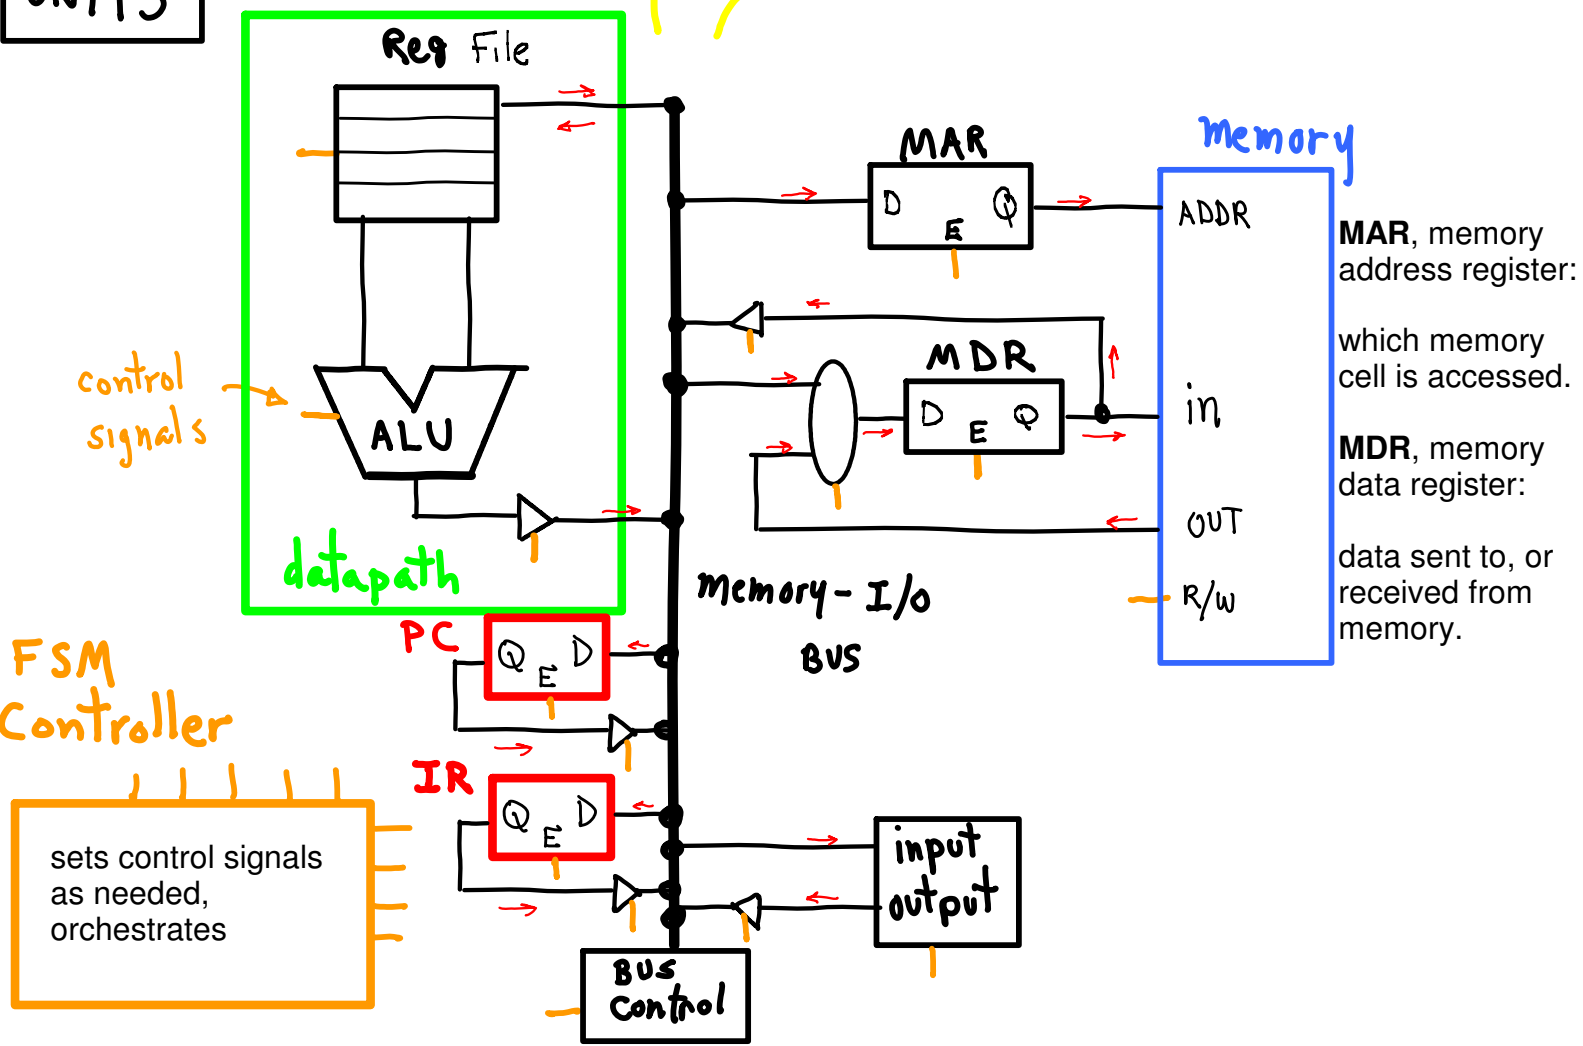 UNITS
Reg File
MAR
D Q
E
Memory
ADDR
in
OUT
R/W
MAR, memory
address register:
which memory
cell is accessed.
MDR, memory
data register:
data sent to, or
received from
memory.
MDR
D Q
E
control
signals
ALU
datapath
Memory - I/O
BUS
PC
Q D
E
FSM
Controller
IR
Q D
E
sets control signals
as needed,
orchestrates
input
output
BUS
Control